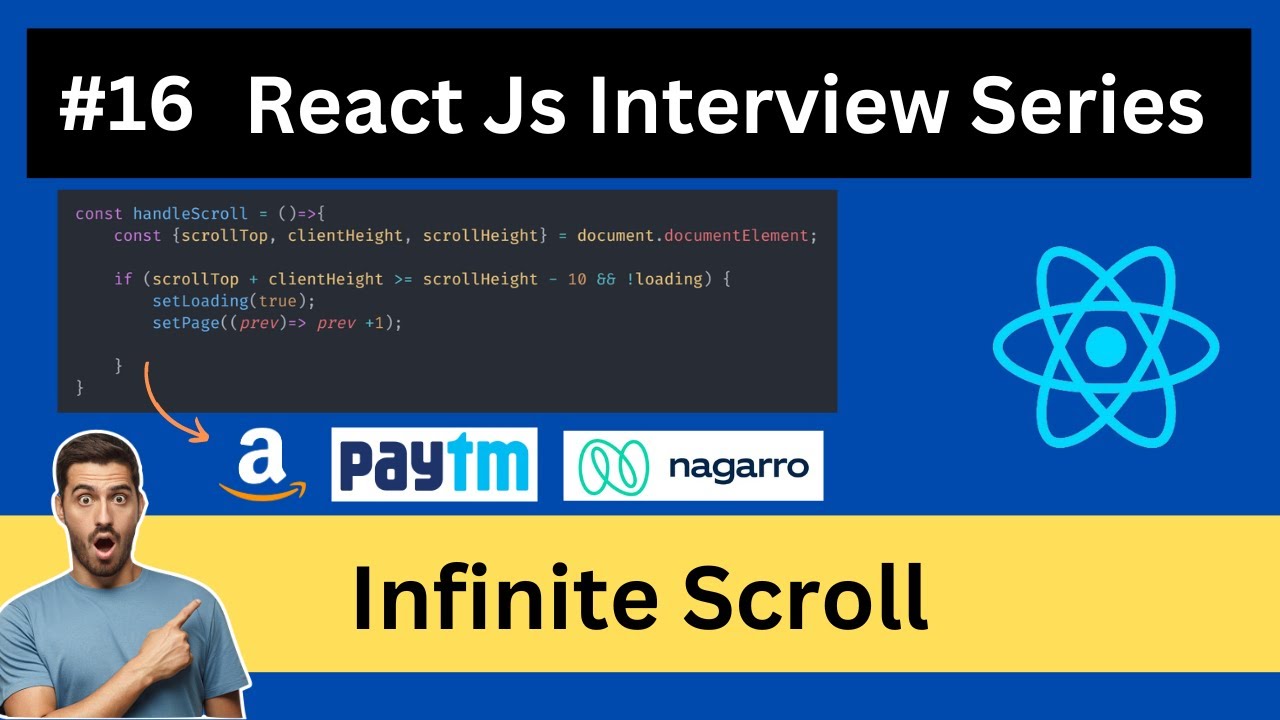 #16 React Js Interview Series
const handleScroll = ()=>{
    const {scrollTop, clientHeight, scrollHeight} = document.documentElement;
    if (scrollTop + clientHeight >= scrollHeight - 10 && !loading) {
        setLoading(true);
        setPage((prev)=> prev +1);
    }
}
a
paytm
nagarro
Infinite Scroll